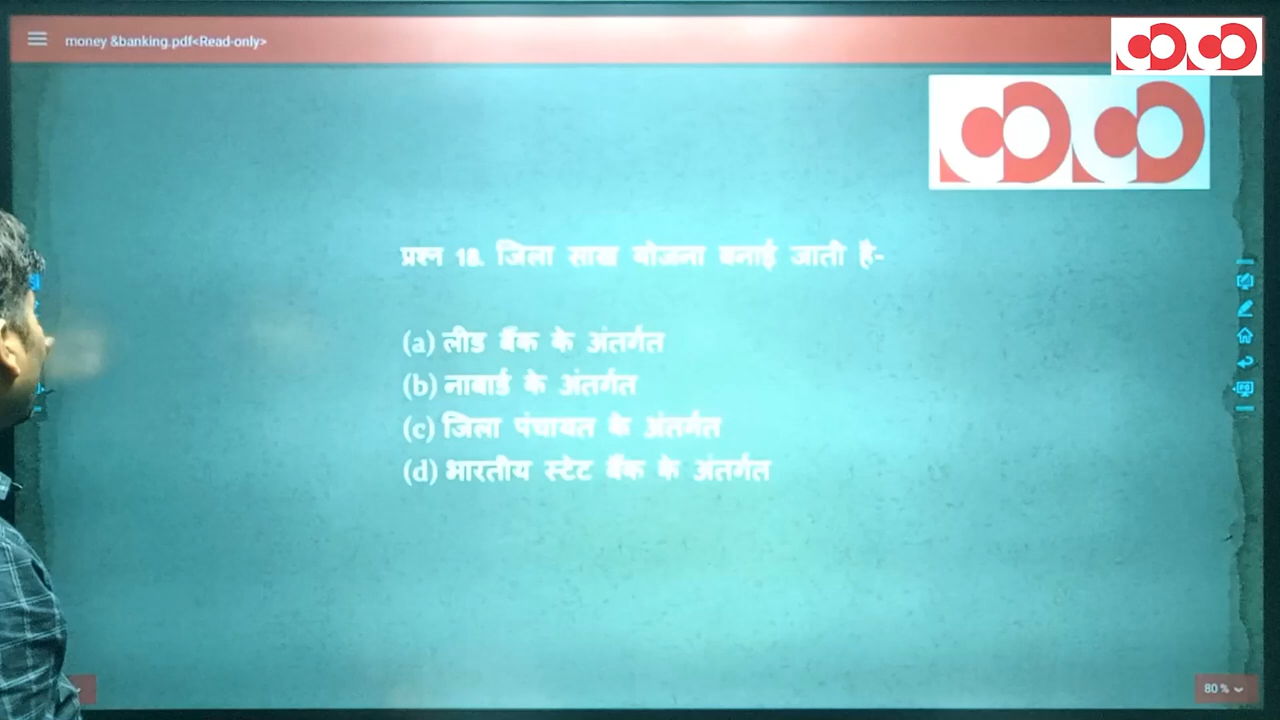 money &banking.pdf<Read-only>
प्रश्न 18. जिला साख योजना बनाई जाती है-
(a) लीड बैंक के अंतर्गत
(b) नाबार्ड के अंतर्गत
(c) जिला पंचायत के अंतर्गत
(d) भारतीय स्टेट बैंक के अंतर्गत
80%